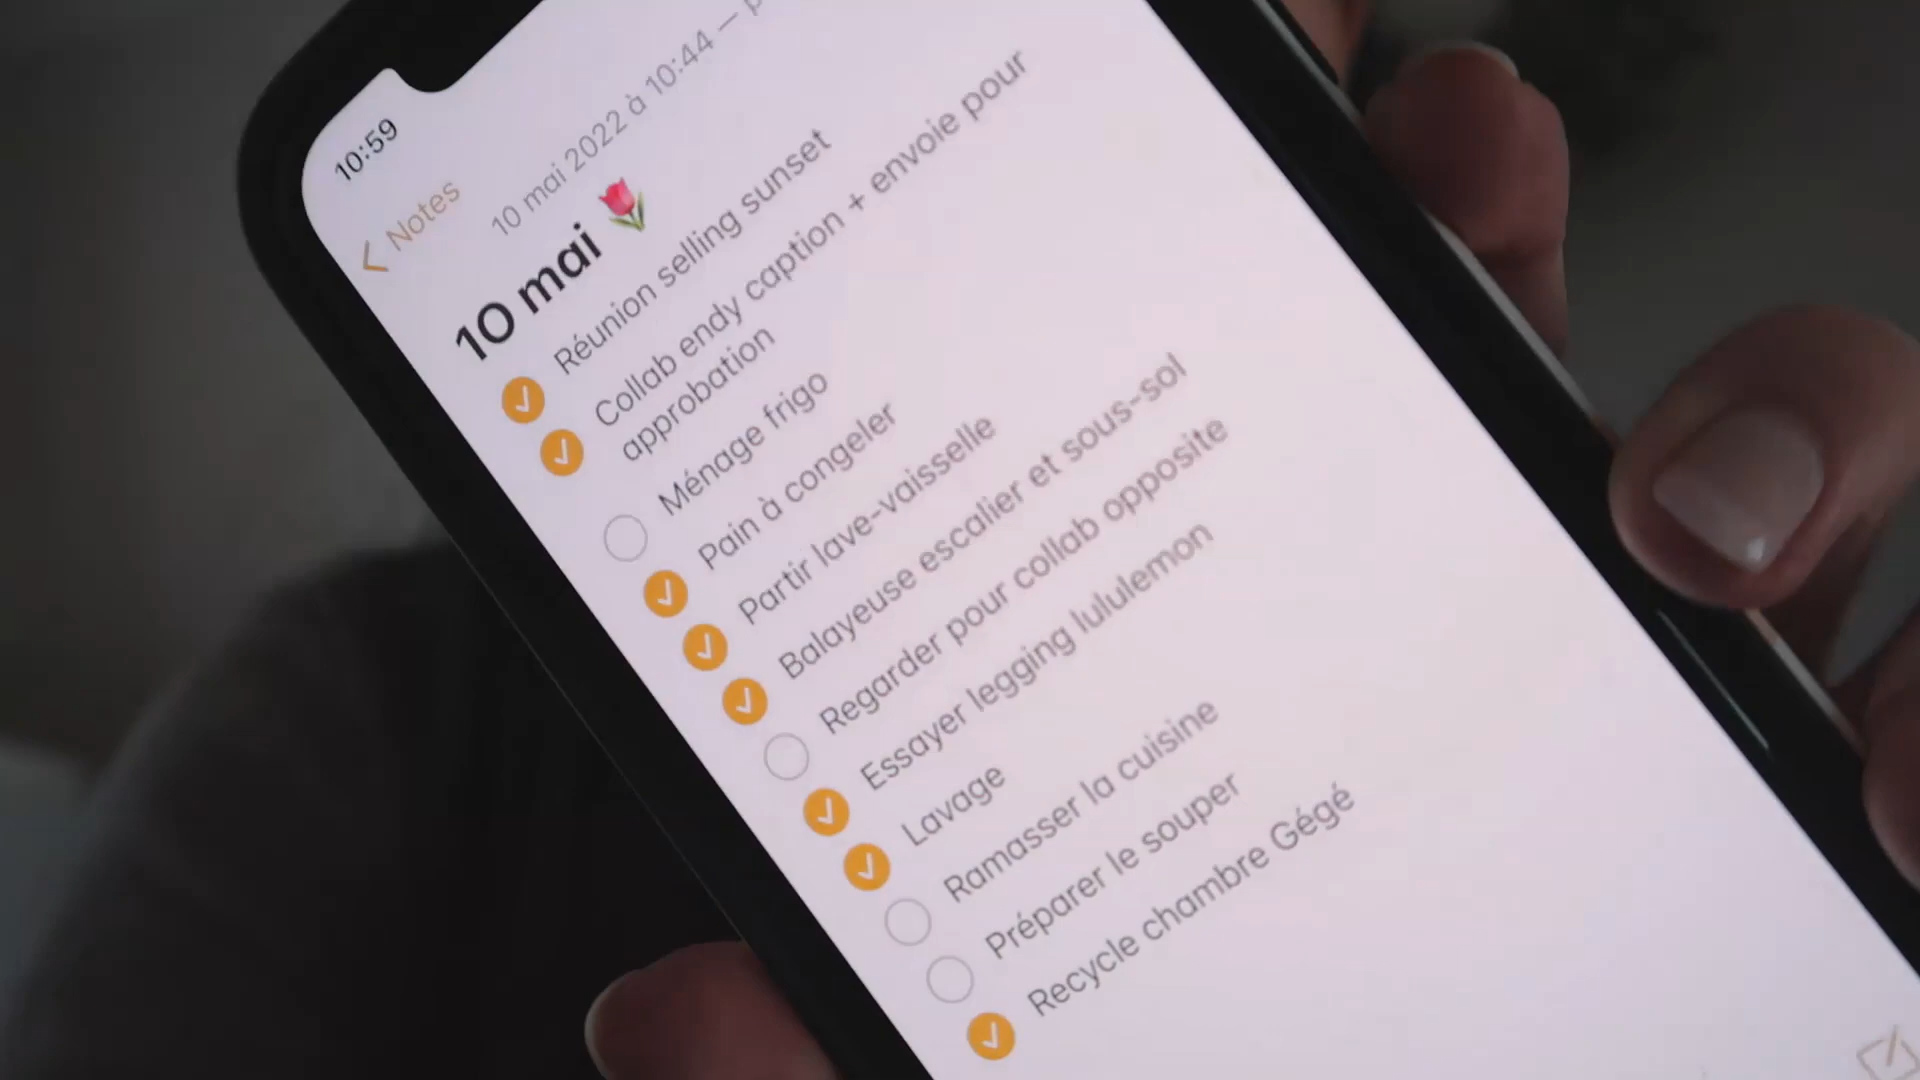 10:59
Notes
10 mai 2022 à 10:44 —
10 mai 🌷
Réunion selling sunset
Collab endy caption + envoie pour
approbation
Ménage frigo
Pain à congeler
Partir lave-vaisselle
Balayeuse escalier et sous-sol
Regarder pour collab opposite
Essayer legging lululemon
Lavage
Ramasser la cuisine
Préparer le souper
Recycle chambre Gégé